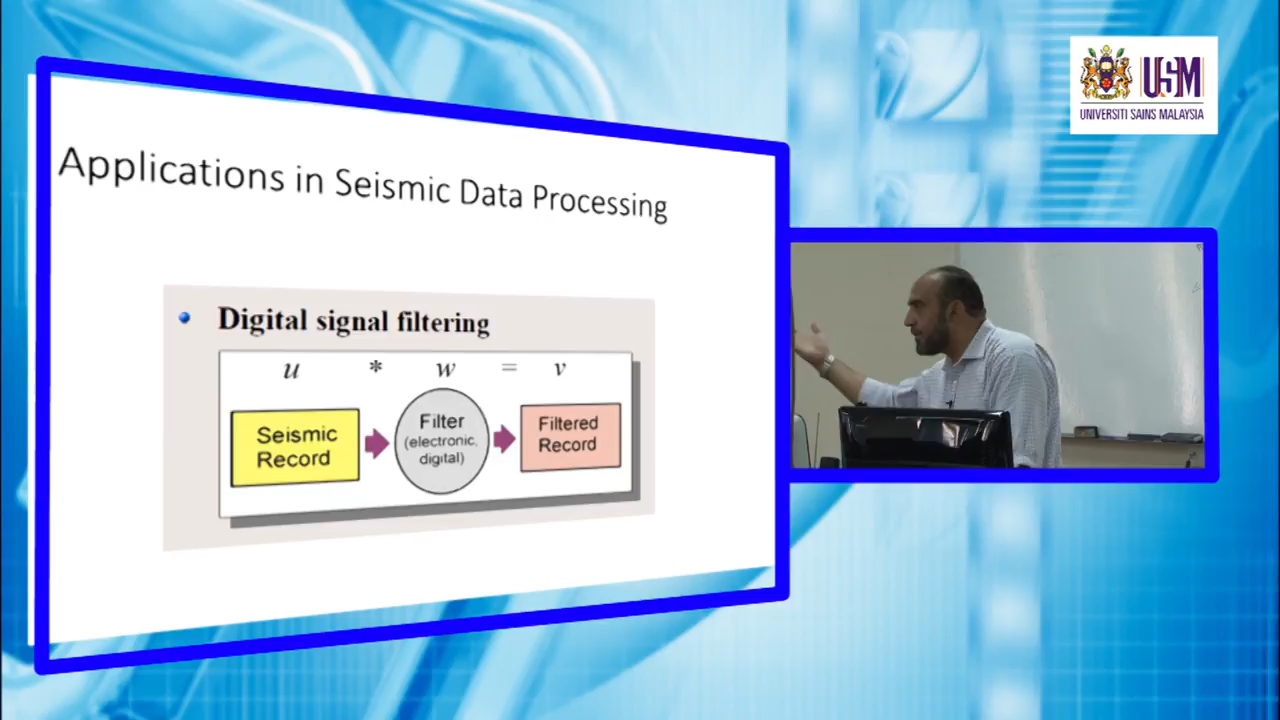 USM
UNIVERSITI SAINS MALAYSIA
Applications in Seismic Data Processing
Digital signal filtering
u * w = v
Seismic
Record
Filter
(electronic,
digital)
Filtered
Record